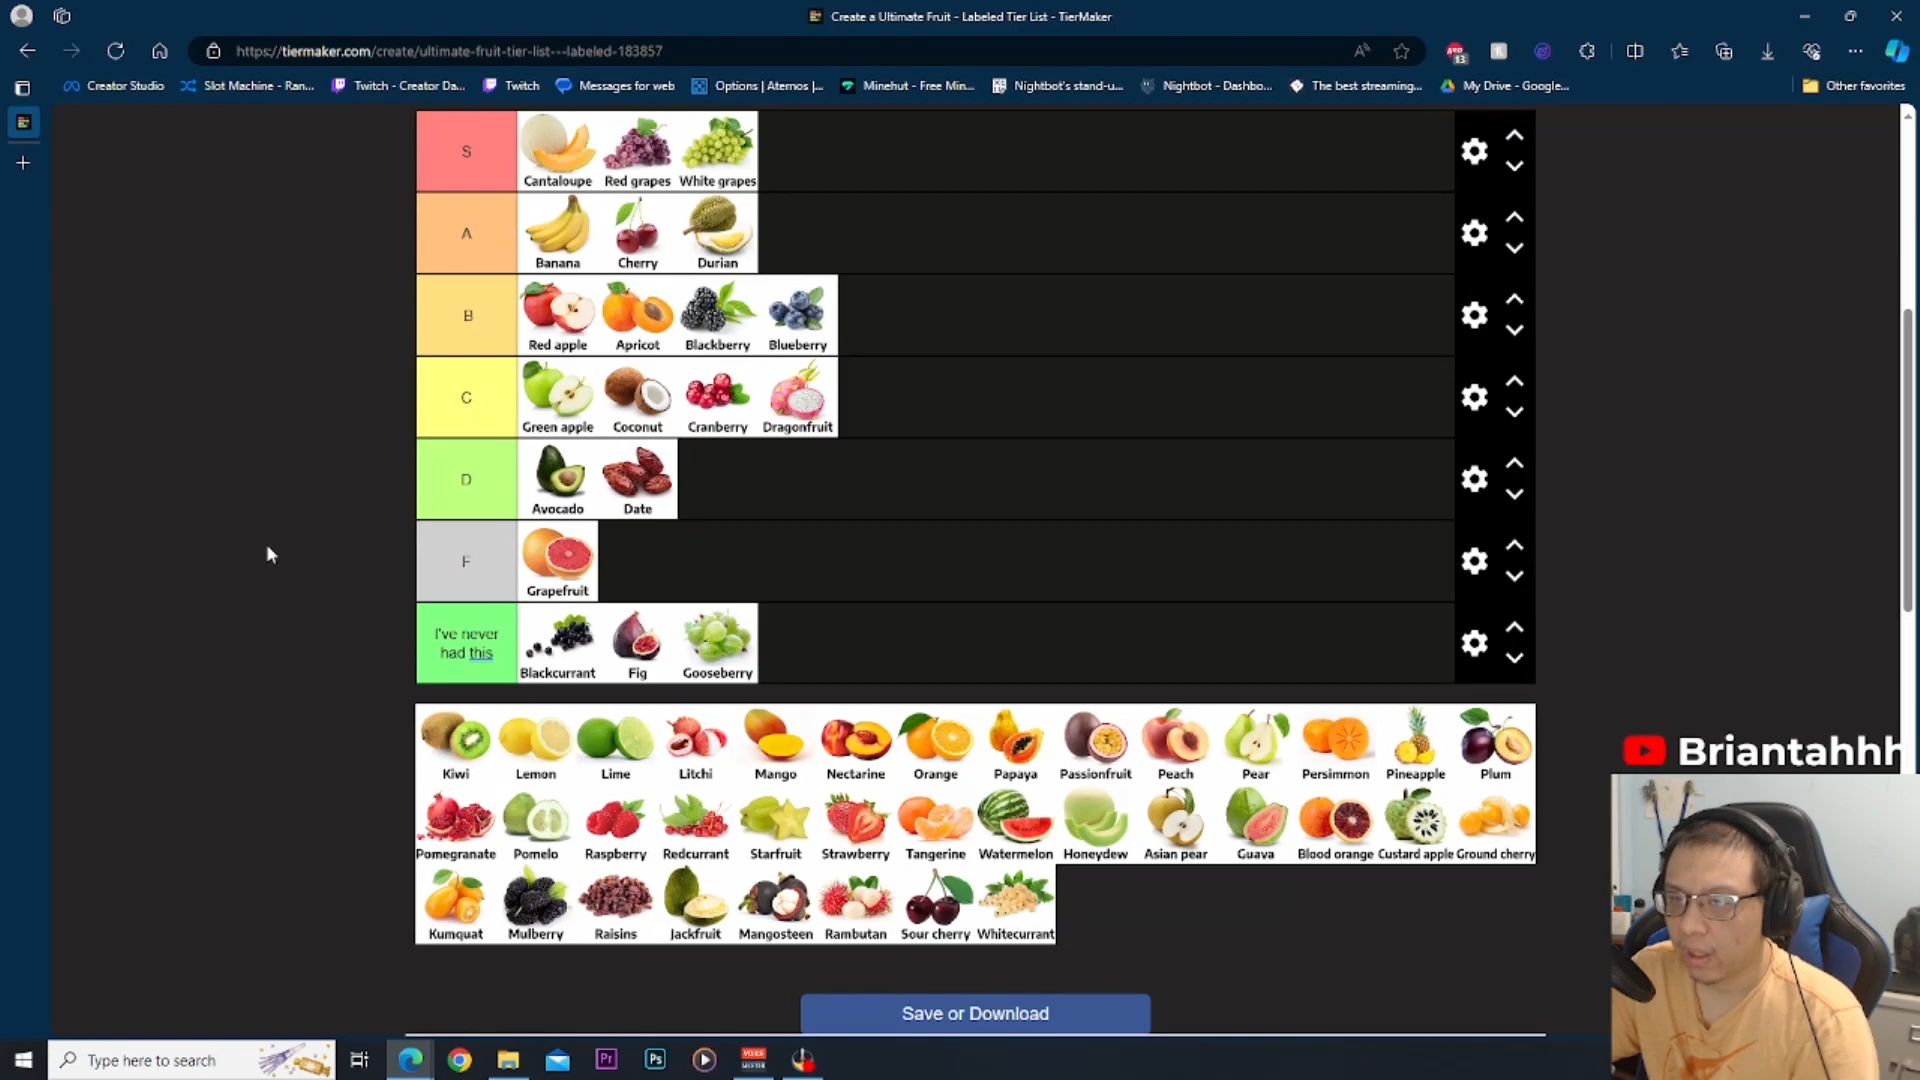 Create a Ultimate Fruit - Labeled Tier List - TierMaker
https://tiermaker.com/create/ultimate-fruit-tier-list---labeled-183857
13
Creator Studio
Slot Machine - Ran...
Twitch - Creator Da...
Twitch
Messages for web
Options | Aternos |...
Minehut - Free Min...
Nightbot's stand-u...
Nightbot - Dashbo...
The best streaming...
My Drive - Google...
Other favorites
S
Cantaloupe Red grapes White grapes
A
Banana Cherry Durian
B
Red apple Apricot Blackberry Blueberry
C
Green apple Coconut Cranberry Dragonfruit
D
Avocado Date
F
Grapefruit
I've never
had this
Blackcurrant Fig Gooseberry
Kiwi Lemon Lime Litchi Mango Nectarine Orange Papaya Passionfruit Peach Pear Persimmon Pineapple Plum
Pomegranate Pomelo Raspberry Redcurrant Starfruit Strawberry Tangerine Watermelon Honeydew Asian pear Guava Blood orange Custard apple Ground cherry
Kumquat Mulberry Raisins Jackfruit Mangosteen Rambutan Sour cherry Whitecurrant
Briantahhh
Save or Download
Type here to search
Pr
Ps